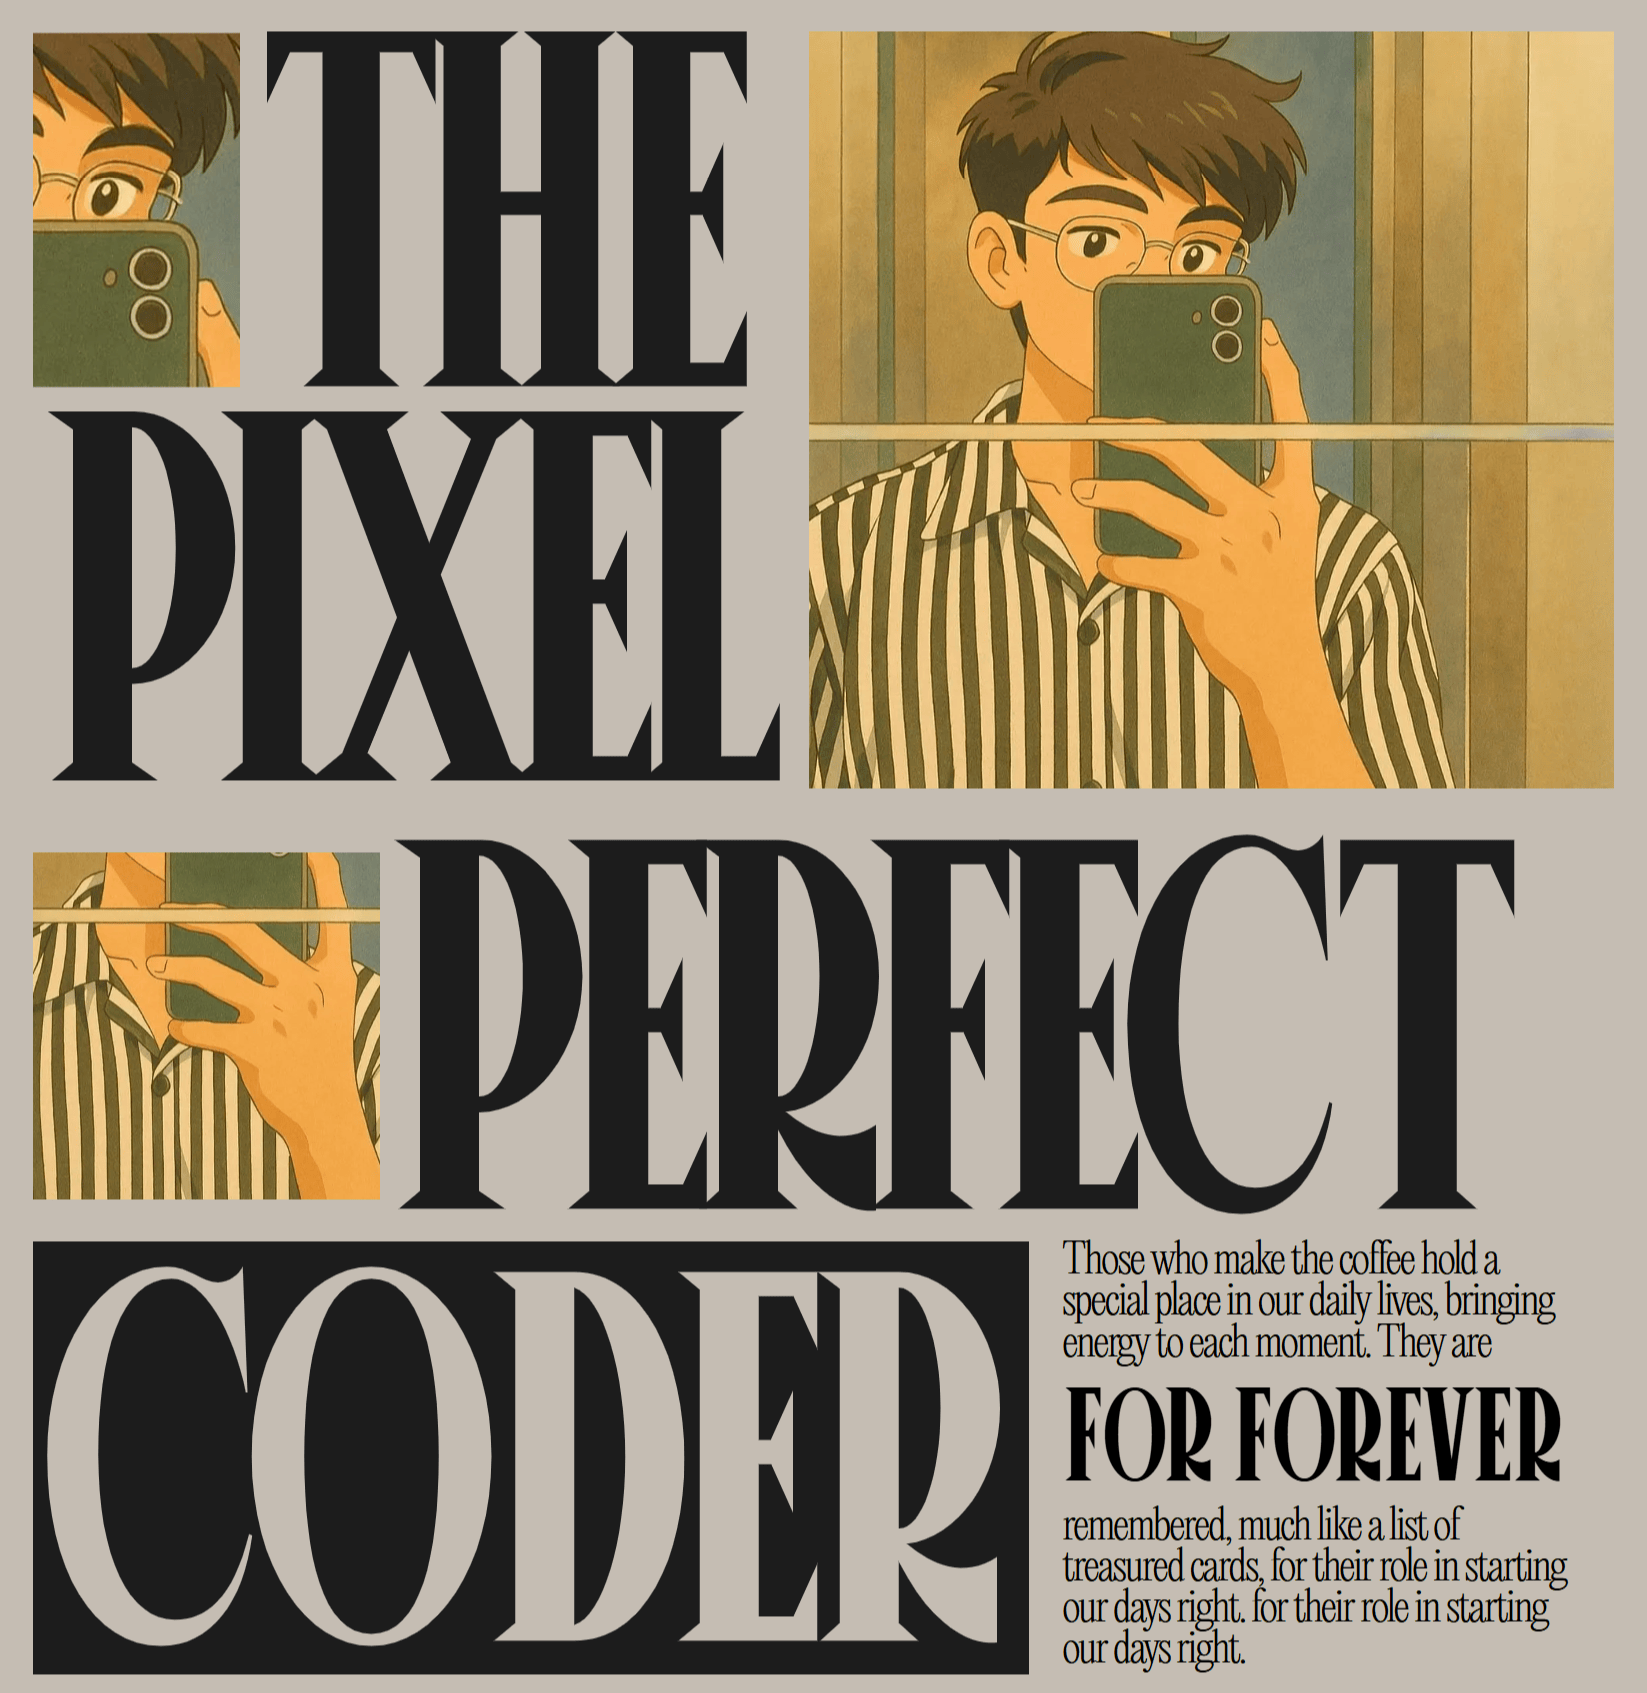 THE
PIXEL
PERFECT
CODER
Those who make the coffee hold a
special place in our daily lives, bringing
energy to each moment. They are
FOR FOREVER
remembered, much like a list of
treasured cards, for their role in starting
our days right. for their role in starting
our days right.